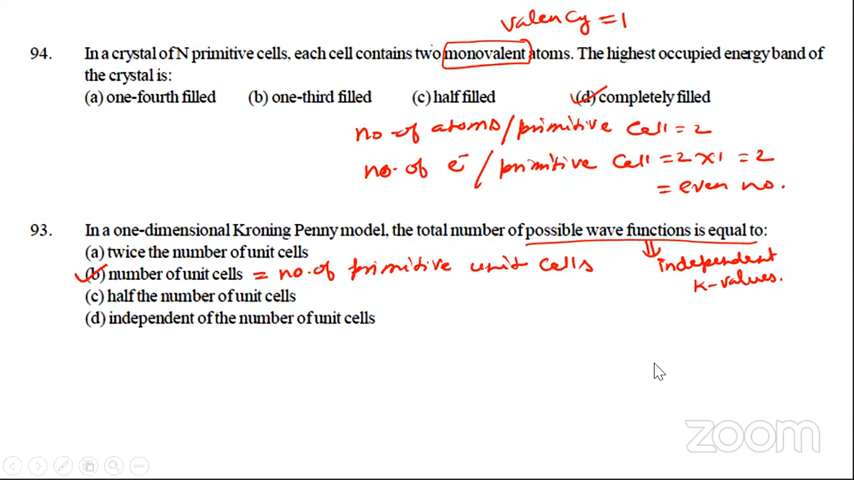 valency = 1
94. In a crystal of N primitive cells, each cell contains two monovalent atoms. The highest occupied energy band of
the crystal is:
(a) one-fourth filled (b) one-third filled (c) half filled (d) completely filled
no of atoms/primitive cell = 2
no. of e⁻/primitive cell = 2×1 = 2
= even no.
93. In a one-dimensional Kroning Penny model, the total number of possible wave functions is equal to:
(a) twice the number of unit cells
(b) number of unit cells = no. of primitive unit cells
independent
k-values.
(c) half the number of unit cells
(d) independent of the number of unit cells
zoom